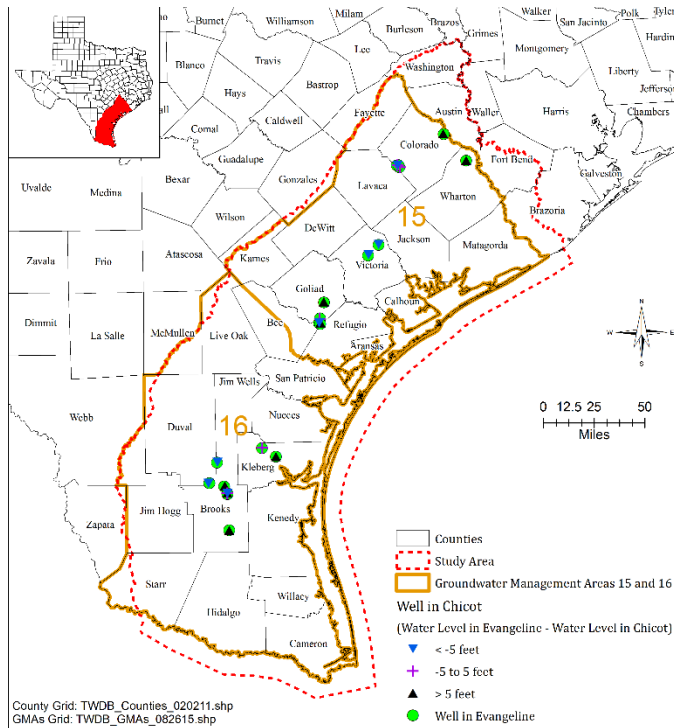 Burnet
Williamson
Milam
Brazos
Grimes
Walker
San Jacinto
Polk
Tyler
Burleson
Lee
Hardin
Montgomery
Travis
Blanco
Washington
Liberty
Bastrop
Hays
Jefferson
Austin
Waller
Harris
Chambers
Fayette
Caldwell
Comal
Colorado
Guadalupe
Fort Bend
Galveston
Bexar
Gonzales
Lavaca
Uvalde
Medina
Wharton
Brazoria
Wilson
DeWitt
15
Jackson
Matagorda
Atascosa
Karnes
Zavala
Frio
Victoria
Goliad
Calhoun
Dimmit
La Salle
McMullen
Live Oak
Bee
Refugio
Aransas
N
W
E
S
Jim Wells
San Patricio
Webb
Duval
16
Nueces
0 12.5 25 50
Miles
Kleberg
Zapata
Jim Hogg
Brooks
Kenedy
Starr
Willacy
Hidalgo
Cameron
Counties
Study Area
Groundwater Management Areas 15 and 16
Well in Chicot
(Water Level in Evangeline - Water Level in Chicot)
< -5 feet
-5 to 5 feet
> 5 feet
Well in Evangeline
County Grid: TWDB_Counties_020211.shp
GMAs Grid: TWDB_GMAs_082615.shp